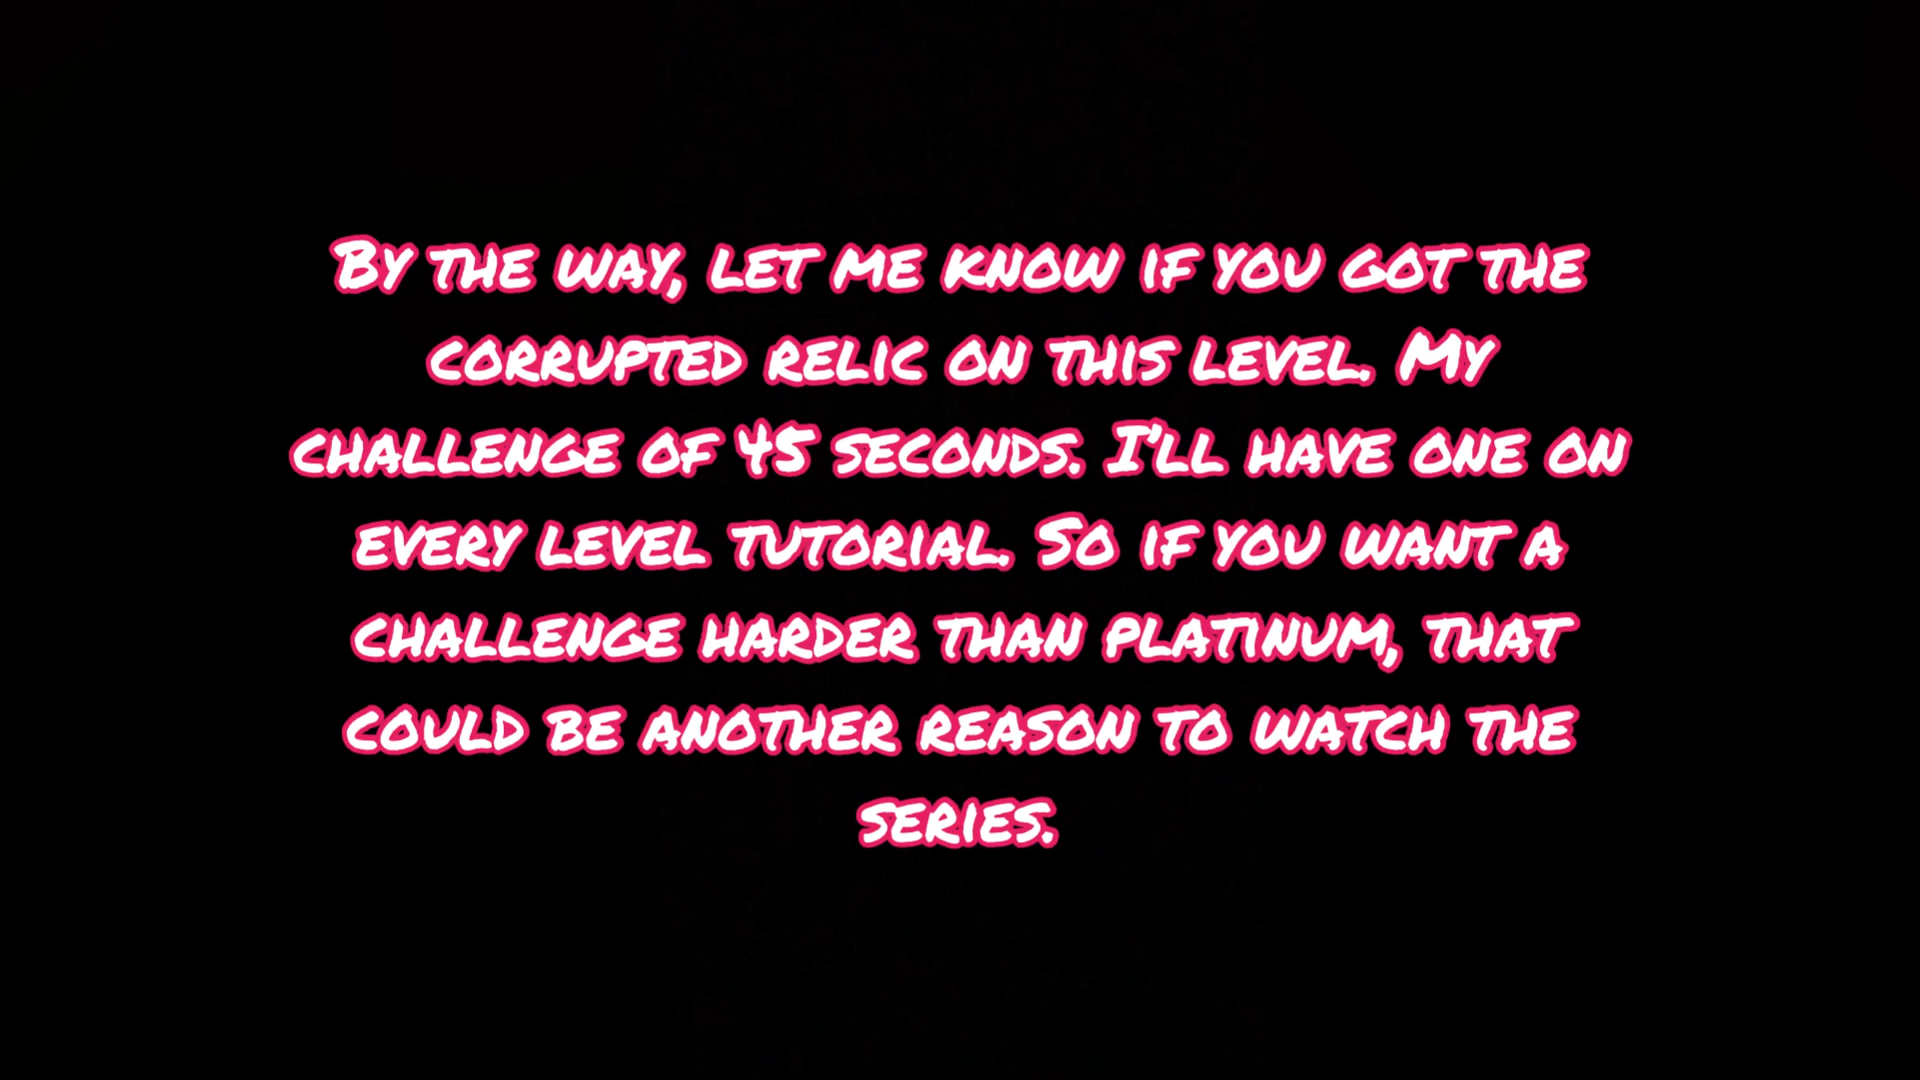 By the way, let me know if you got the
corrupted relic on this level. My
challenge of 45 seconds. I'll have one on
every level tutorial. So if you want a
challenge harder than platinum, that
could be another reason to watch the
series.